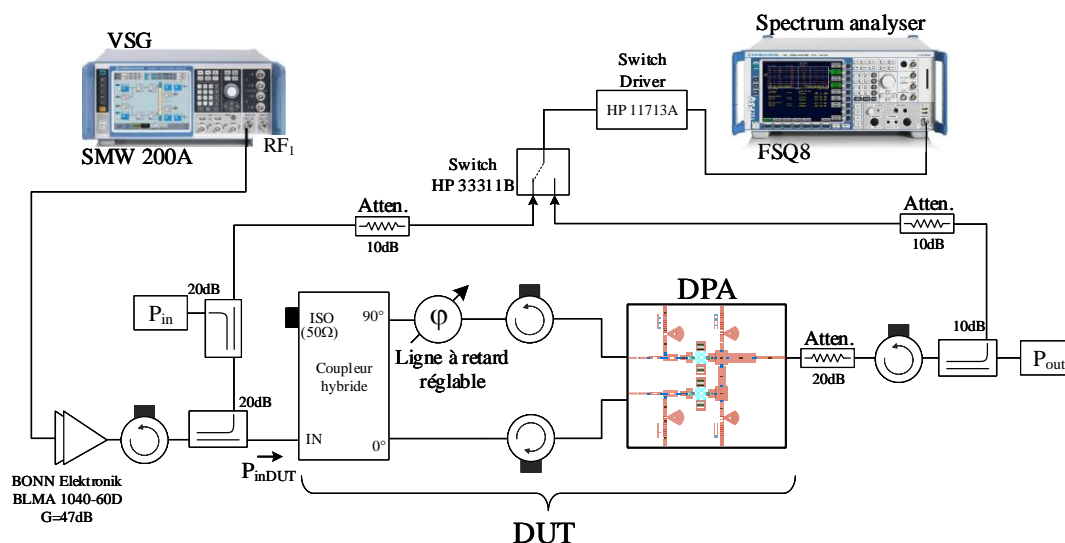 VSG
SMW 200A
RF1
Spectrum analyser
FSQ8
Switch
Driver
HP 11713A
Switch
HP 33311B
Atten.
10dB
Atten.
10dB
20dB
Pin
20dB
ISO
(50Ω)
90°
Coupleur
hybride
IN
0°
φ
Ligne à retard
réglable
DPA
Atten.
20dB
10dB
Pout
PinDUT
BONN Elektronik
BLMA 1040-60D
G=47dB
DUT